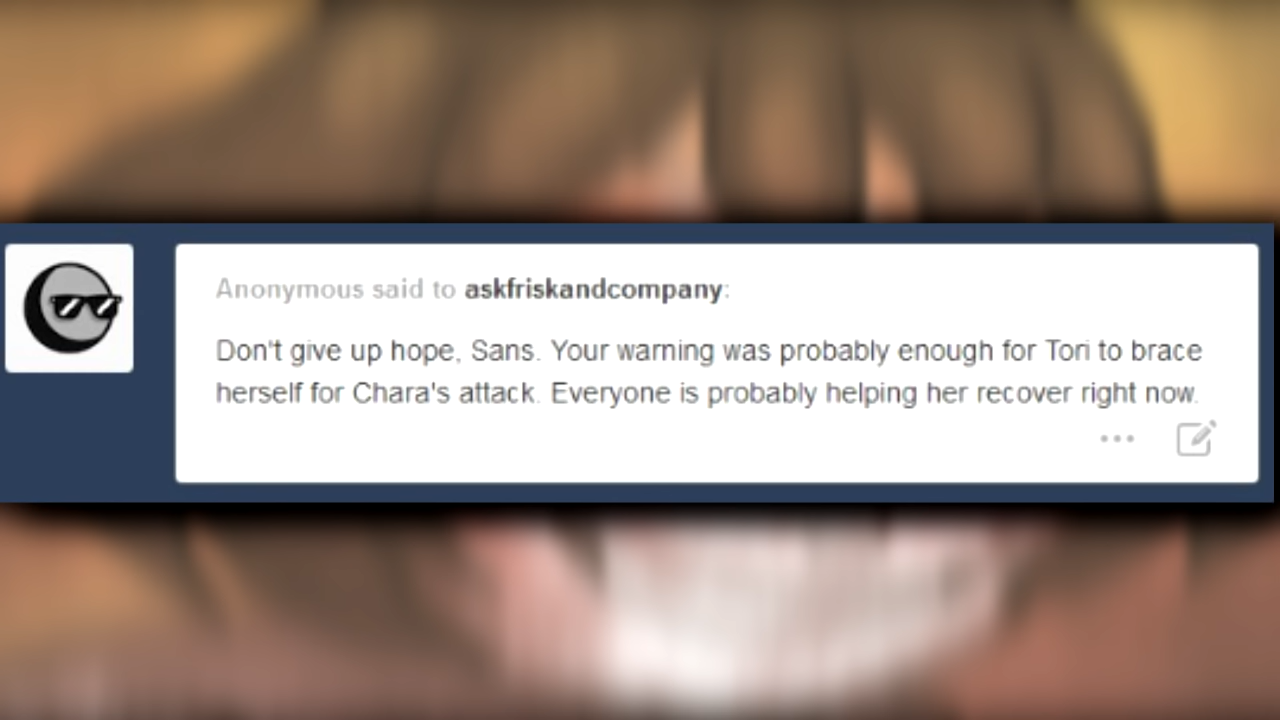 Anonymous said to askfriskandcompany:
Don't give up hope, Sans. Your warning was probably enough for Tori to brace
herself for Chara's attack. Everyone is probably helping her recover right now.